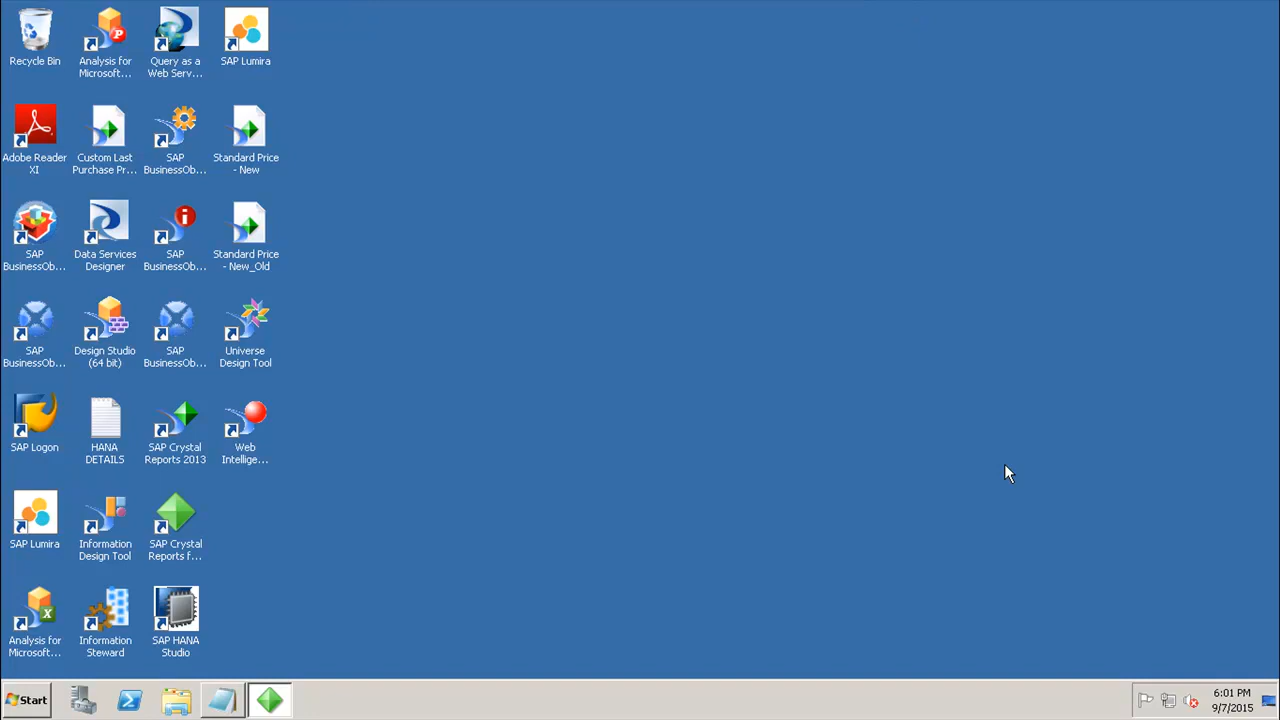 Recycle Bin
Analysis for
Microsoft...
Query as a
Web Serv...
SAP Lumira
Adobe Reader
XI
Custom Last
Purchase Pr...
SAP
BusinessOb...
Standard Price
- New
SAP
BusinessOb...
Data Services
Designer
SAP
BusinessOb...
Standard Price
- New_Old
SAP
BusinessOb...
Design Studio
(64 bit)
SAP
BusinessOb...
Universe
Design Tool
SAP Logon
HANA
DETAILS
SAP Crystal
Reports 2013
Web
Intellige...
SAP Lumira
Information
Design Tool
SAP Crystal
Reports f...
Analysis for
Microsoft...
Information
Steward
SAP HANA
Studio
Start
6:01 PM
9/7/2015